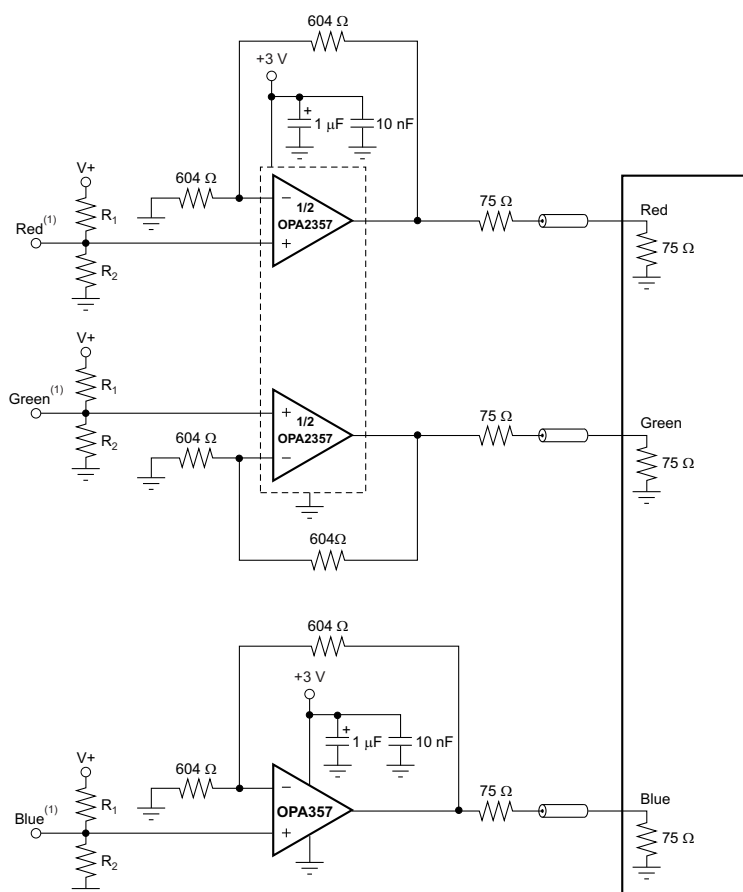 604 Ω
+3 V
+
1 μF
10 nF
604 Ω
V+
R1
Red(1)
R2
−
1/2
OPA2357
+
75 Ω
Red
75 Ω
V+
R1
Green(1)
R2
604 Ω
+
1/2
OPA2357
−
75 Ω
Green
75 Ω
604Ω
604 Ω
+3 V
+
1 μF
10 nF
604 Ω
V+
R1
Blue(1)
R2
−
OPA357
+
75 Ω
Blue
75 Ω